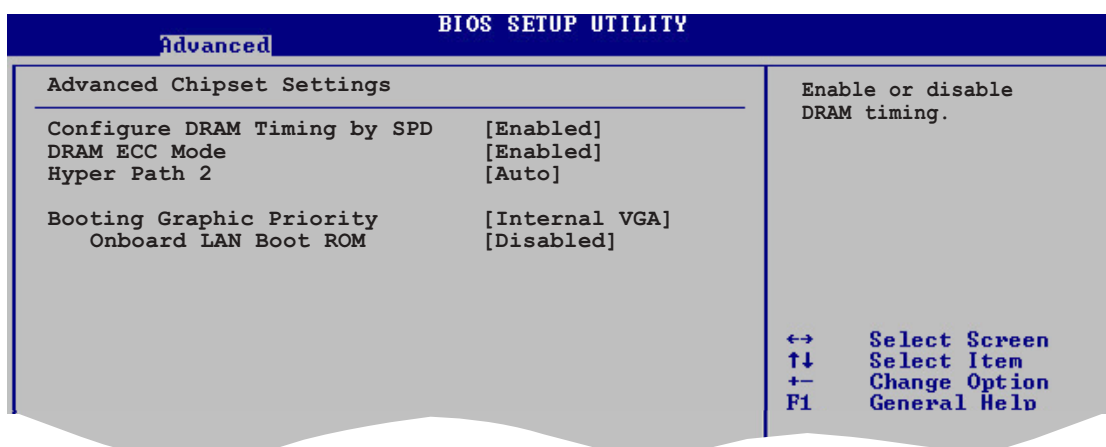 BIOS SETUP UTILITY
Advanced
Advanced Chipset Settings
Configure DRAM Timing by SPD [Enabled]
DRAM ECC Mode [Enabled]
Hyper Path 2 [Auto]
Booting Graphic Priority [Internal VGA]
Onboard LAN Boot ROM [Disabled]
Enable or disable
DRAM timing.
←→ Select Screen
↑↓ Select Item
+- Change Option
F1 General Help